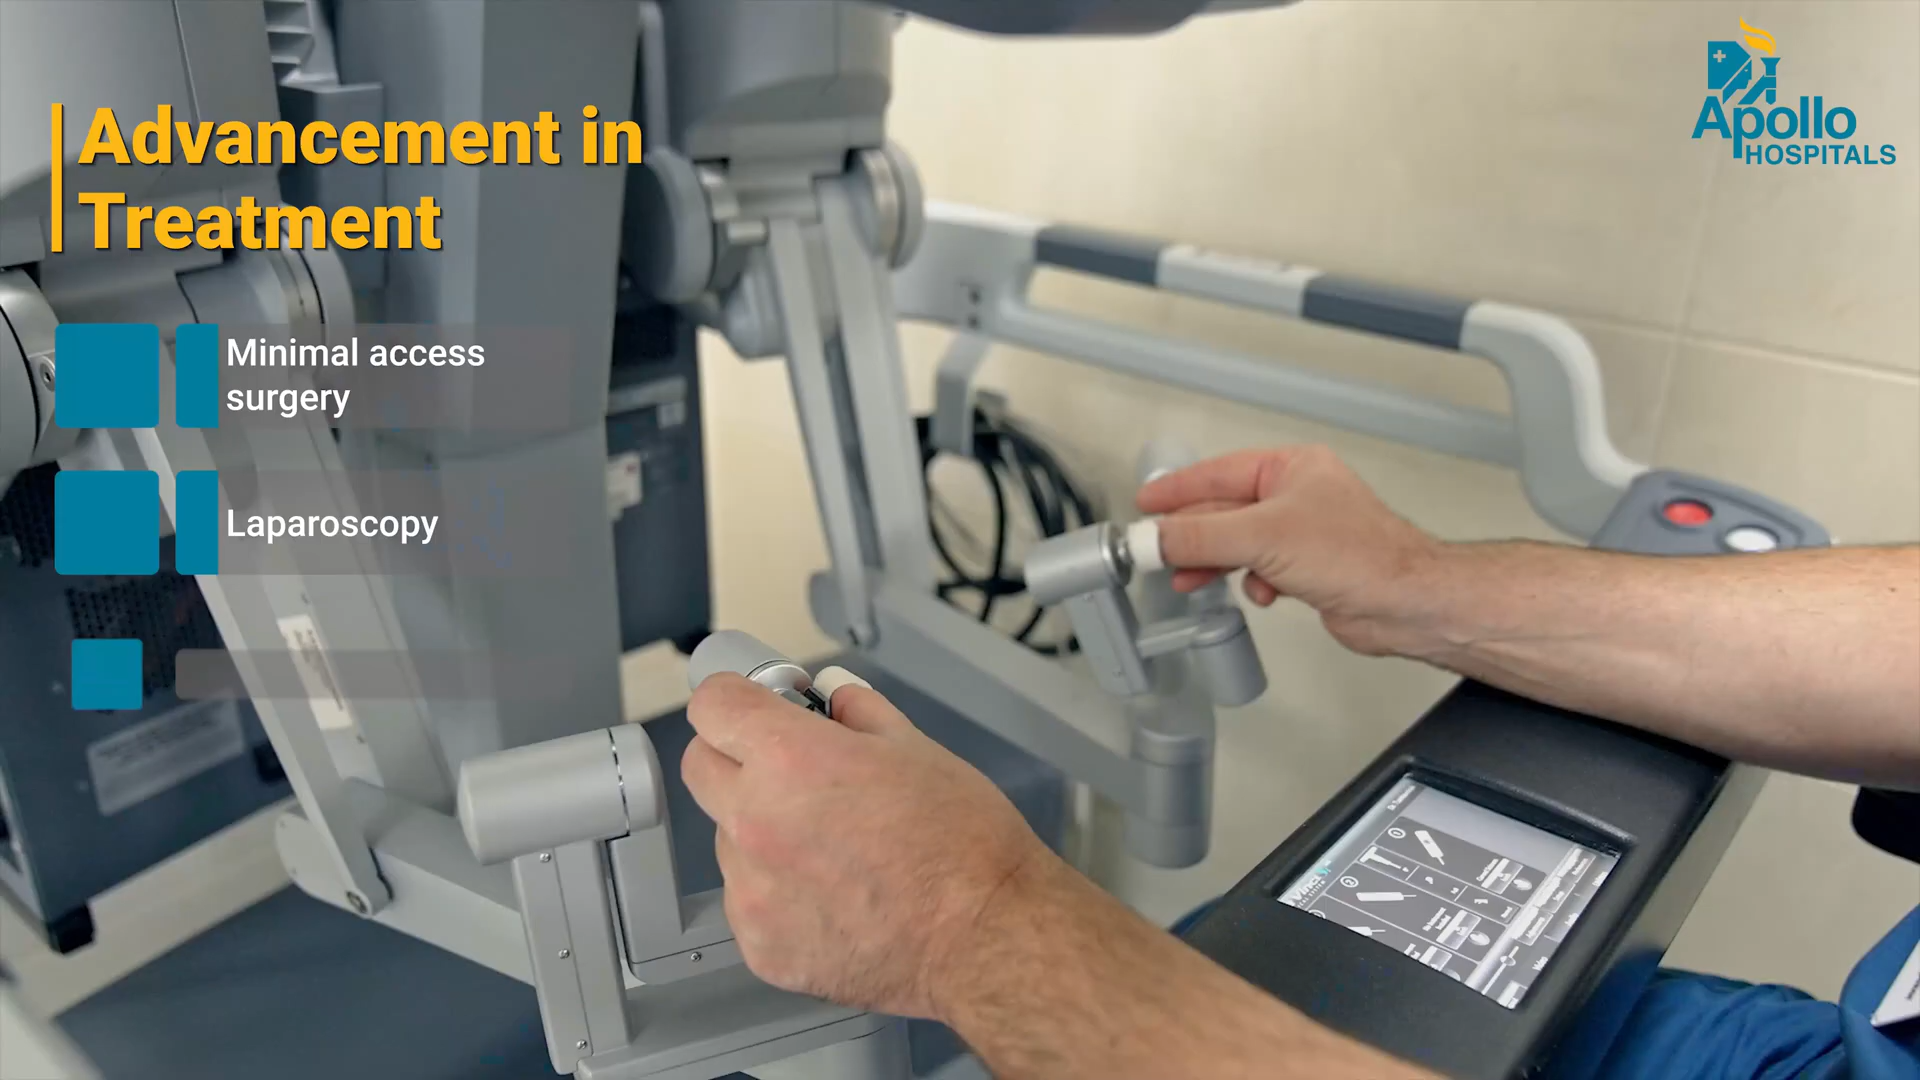 Advancement in
Treatment
Apollo
HOSPITALS
Minimal access
surgery
Laparoscopy